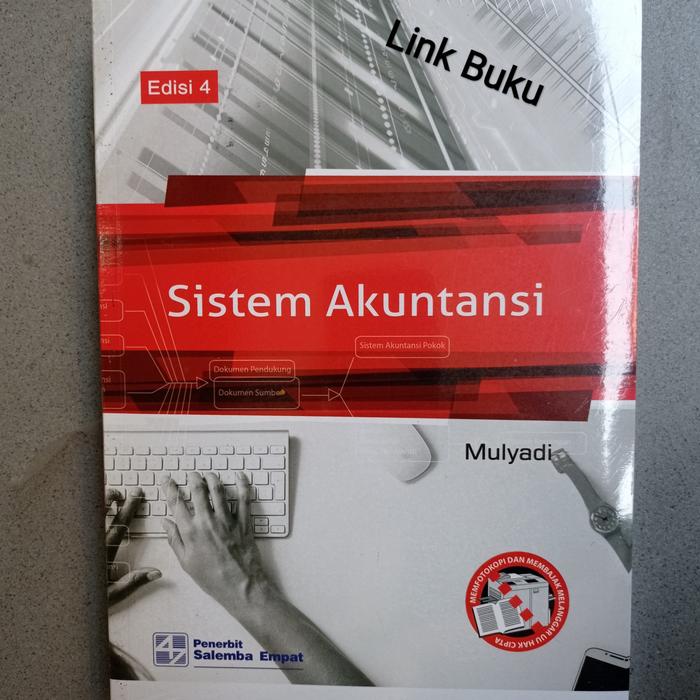 Link Buku
Edisi 4
Sistem Akuntansi
Sistem Akuntansi Pokok
Dokumen Pendukung
Dokumen Sumber
Mulyadi
MEMFOTOKOPI DAN MEMBAJAK MELANGGAR UU HAK CIPTA
Penerbit
Salemba Empat